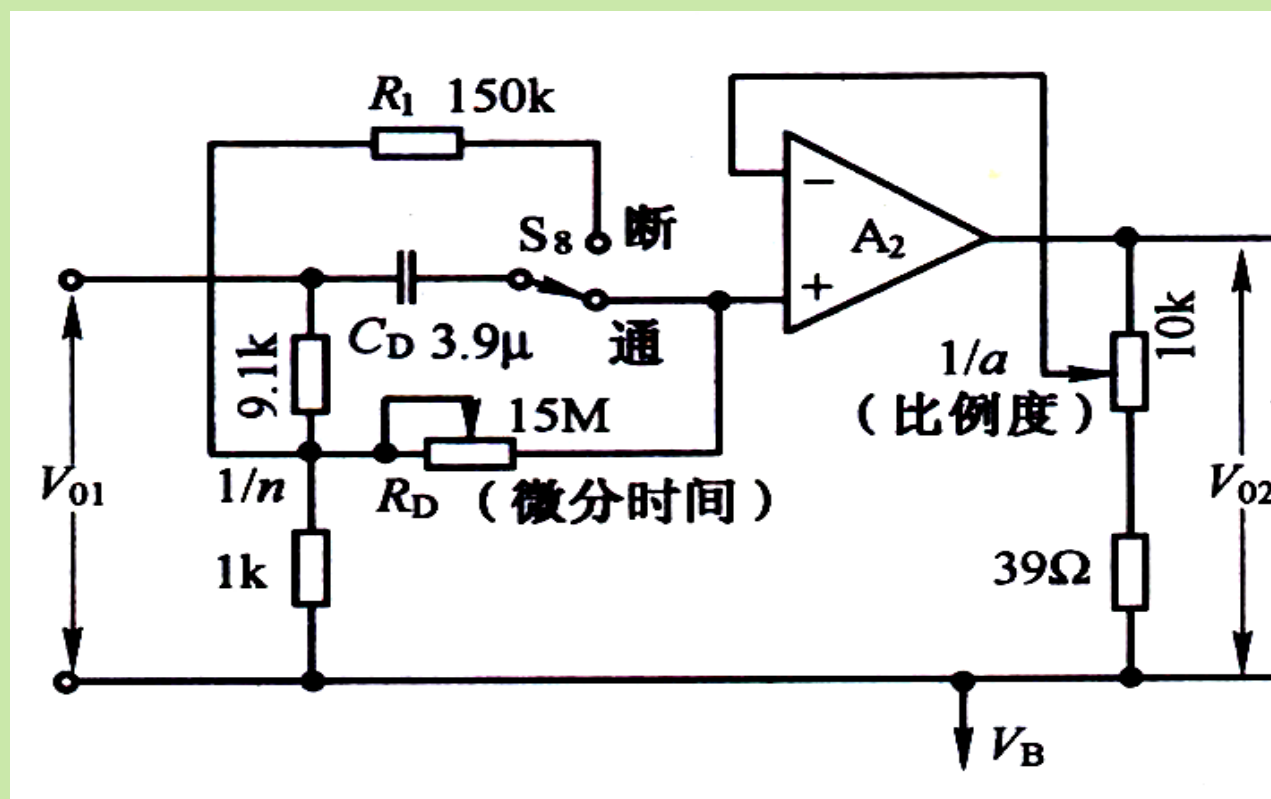 R1 150k
S8 断
A2
−
+
CD 3.9μ 通
9.1k
10k
1/a
(比例度)
15M
V01
1/n
RD (微分时间)
V02
1k
39Ω
VB